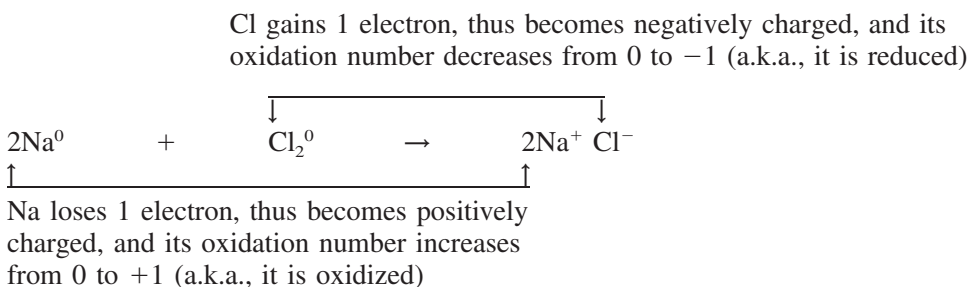 Cl gains 1 electron, thus becomes negatively charged, and its
oxidation number decreases from 0 to −1 (a.k.a., it is reduced)
2Na⁰ + Cl₂⁰ → 2Na⁺ Cl⁻
Na loses 1 electron, thus becomes positively
charged, and its oxidation number increases
from 0 to +1 (a.k.a., it is oxidized)